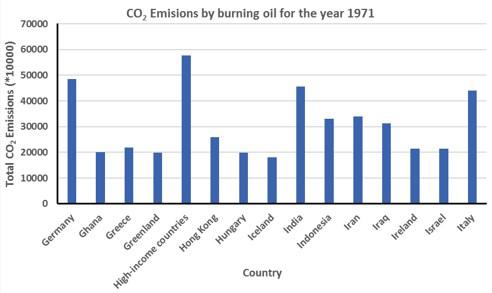 CO₂ Emisions by burning oil for the year 1971
Total CO₂ Emissions (*10000)
70000
60000
50000
40000
30000
20000
10000
0
Germany
Ghana
Greece
Greenland
High-income countries
Hong Kong
Hungary
Iceland
India
Indonesia
Iran
Iraq
Ireland
Israel
Italy
Country